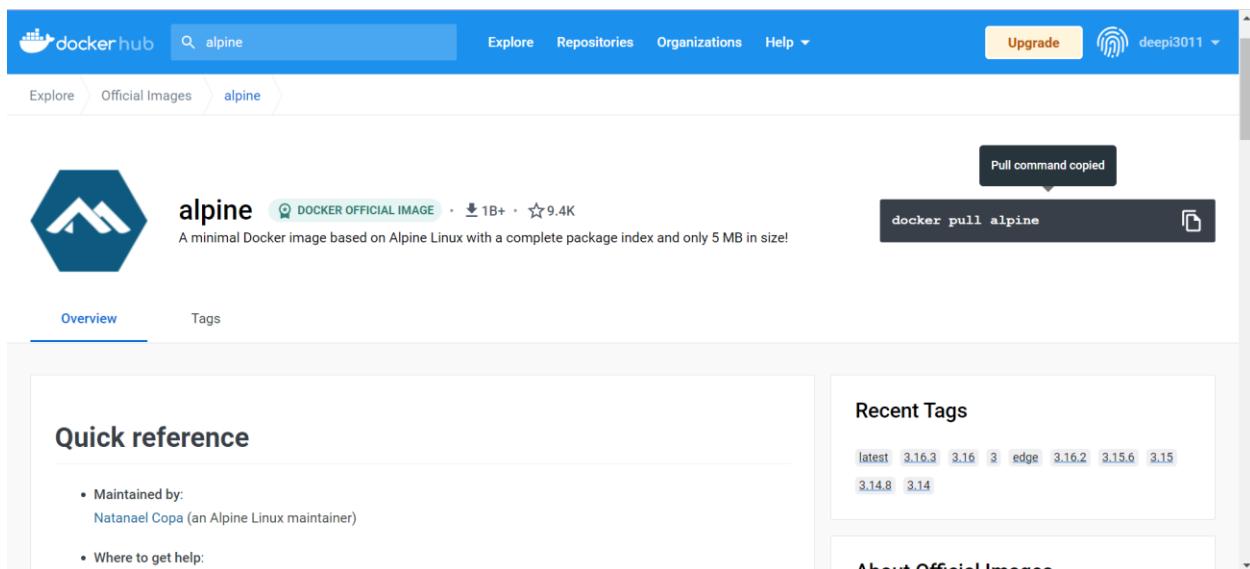 dockerhub alpine Explore Repositories Organizations Help Upgrade deepi3011
Explore Official Images alpine
Pull command copied
alpine DOCKER OFFICIAL IMAGE · 1B+ · 9.4K
docker pull alpine
A minimal Docker image based on Alpine Linux with a complete package index and only 5 MB in size!
Overview Tags
Quick reference
• Maintained by:
Natanael Copa (an Alpine Linux maintainer)
• Where to get help:
Recent Tags
latest 3.16.3 3.16 3 edge 3.16.2 3.15.6 3.15
3.14.8 3.14
About Official Images